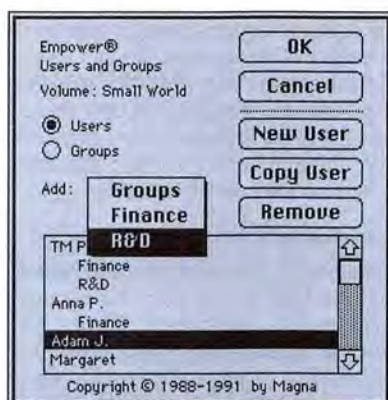 Empower®
Users and Groups
Volume: Small World
Users
Groups
OK
Cancel
New User
Copy User
Remove
Add:
Groups
Finance
R&D
TM P
Finance
R&D
Anna P.
Finance
Adam J.
Margaret
Copyright © 1988-1991 by Magna